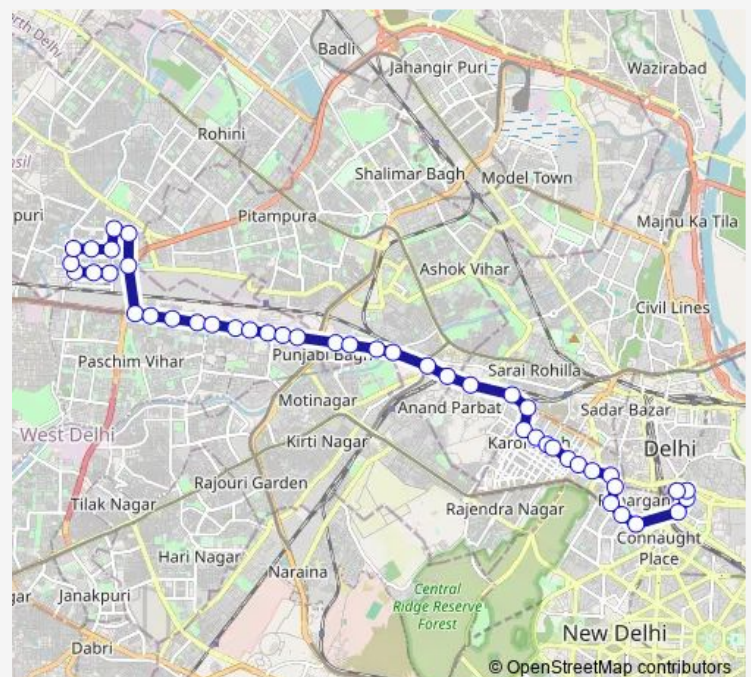 North Delhi
Badli
Jahangir Puri
Wazirabad
Rohini
Shalimar Bagh
Model Town
puri
Pitampura
Majnu Ka Tila
Ashok Vihar
Civil Lines
Paschim Vihar
Punjabi Bagh
Sarai Rohilla
Motinagar
Anand Parbat
Sadar Bazar
West Delhi
Kirti Nagar
Delhi
Rajouri Garden
Tilak Nagar
Rajendra Nagar
Connaught
Place
Hari Nagar
Naraina
gar
Janakpuri
Central
Ridge Reserve
Forest
New Delhi
Dabri
© OpenStreetMap contributors